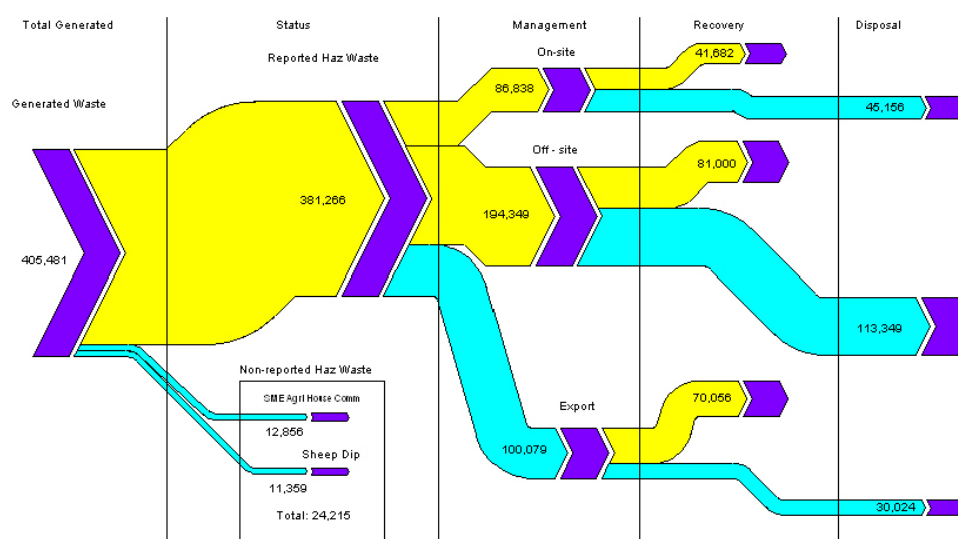 Total Generated
Status
Management
Recovery
Disposal
Reported Haz Waste
On-site
41,682
Generated Waste
86,838
45,156
Off - site
81,000
381,266
194,349
405,481
113,349
Non-reported Haz Waste
SME Agri House Comm
12,856
Sheep Dip
11,359
Total: 24,215
Export
70,056
100,079
30,024